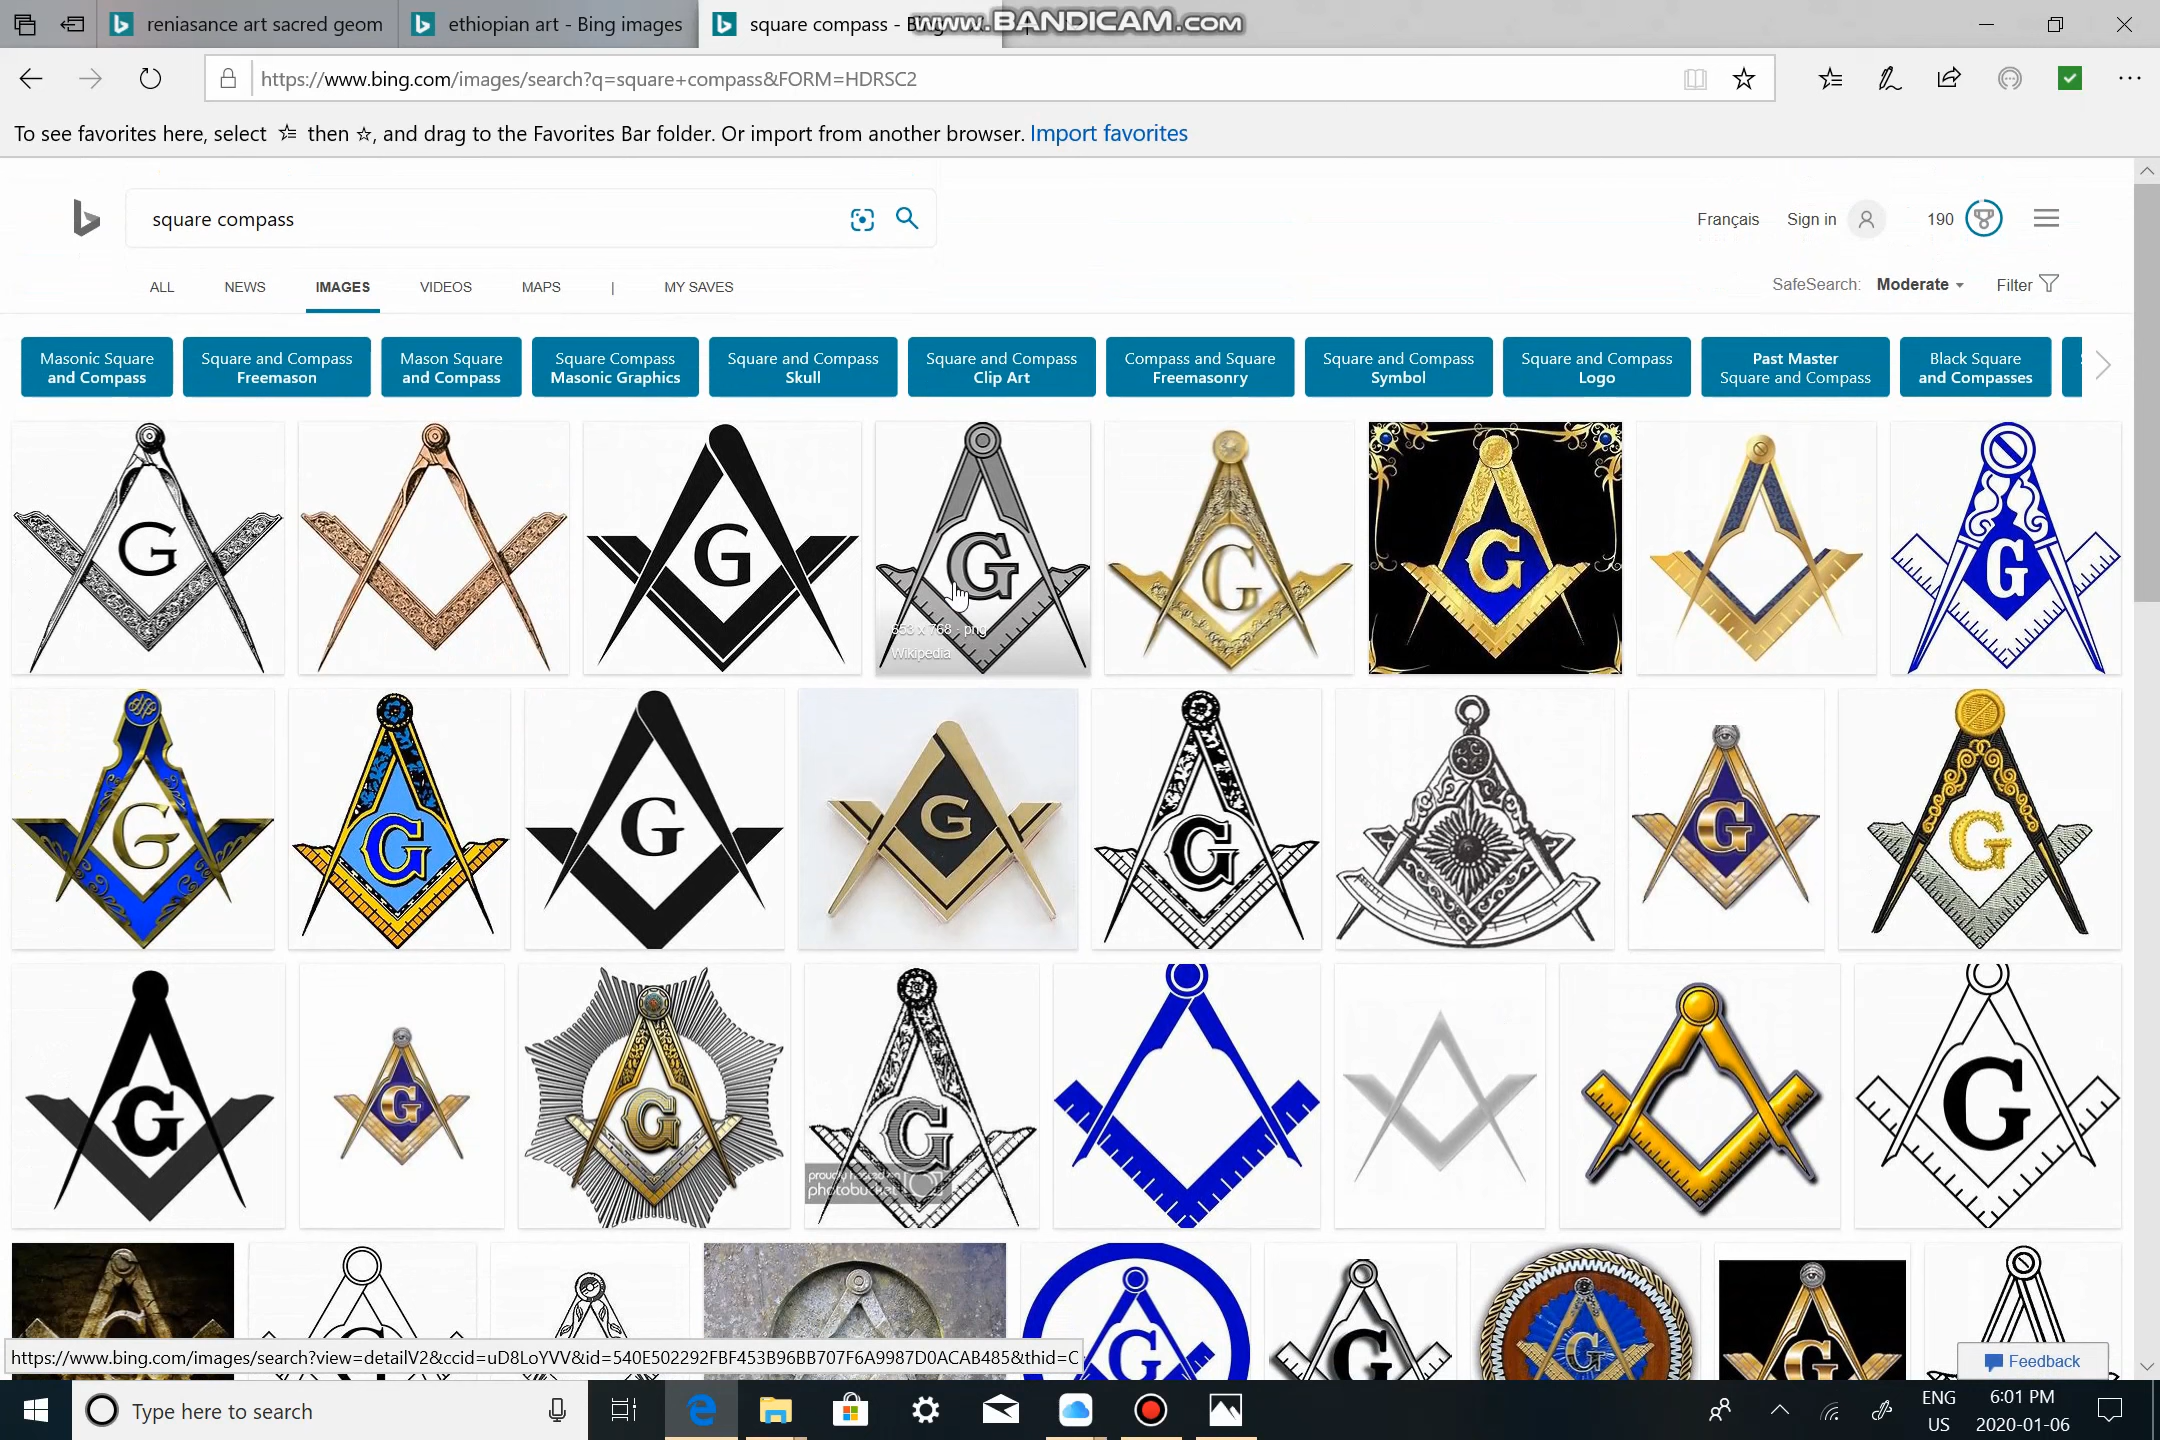 reniasance art sacred geom
ethiopian art - Bing images
square compass - B
www.BANDICAM.com
https://www.bing.com/images/search?q=square+compass&FORM=HDRSC2
To see favorites here, select then , and drag to the Favorites Bar folder. Or import from another browser. Import favorites
square compass
Français Sign in 190
ALL NEWS IMAGES VIDEOS MAPS | MY SAVES
SafeSearch: Moderate Filter
Masonic Square
and Compass
Square and Compass
Freemason
Mason Square
and Compass
Square Compass
Masonic Graphics
Square and Compass
Skull
Square and Compass
Clip Art
Compass and Square
Freemasonry
Square and Compass
Symbol
Square and Compass
Logo
Past Master
Square and Compass
Black Square
and Compasses
G G G G G G
653 x 768 - png
Wikipedia
G G G G G G G
G G G G G
photobucket
G G G G
https://www.bing.com/images/search?view=detailV2&ccid=uD8LoYVV&id=540E502292FBF453B96BB707F6A9987D0ACAB485&thid=C
Feedback
Type here to search
ENG
US
6:01 PM
2020-01-06